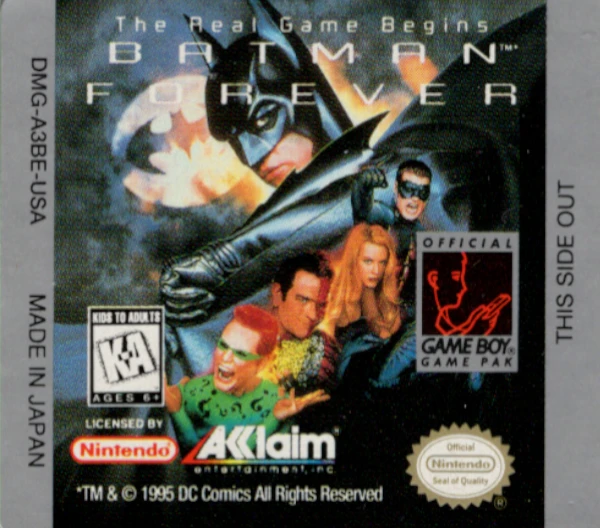 The Real Game Begins
BATMAN™*
FOREVER
DMG-A3BE-USA
MADE IN JAPAN
THIS SIDE OUT
OFFICIAL
GAME BOY®
GAME PAK
KIDS TO ADULTS
K-A
AGES 6+
LICENSED BY
Nintendo
AKKlaim®
entertainment, inc.
*TM & © 1995 DC Comics All Rights Reserved
Official
Nintendo
Seal of Quality
®